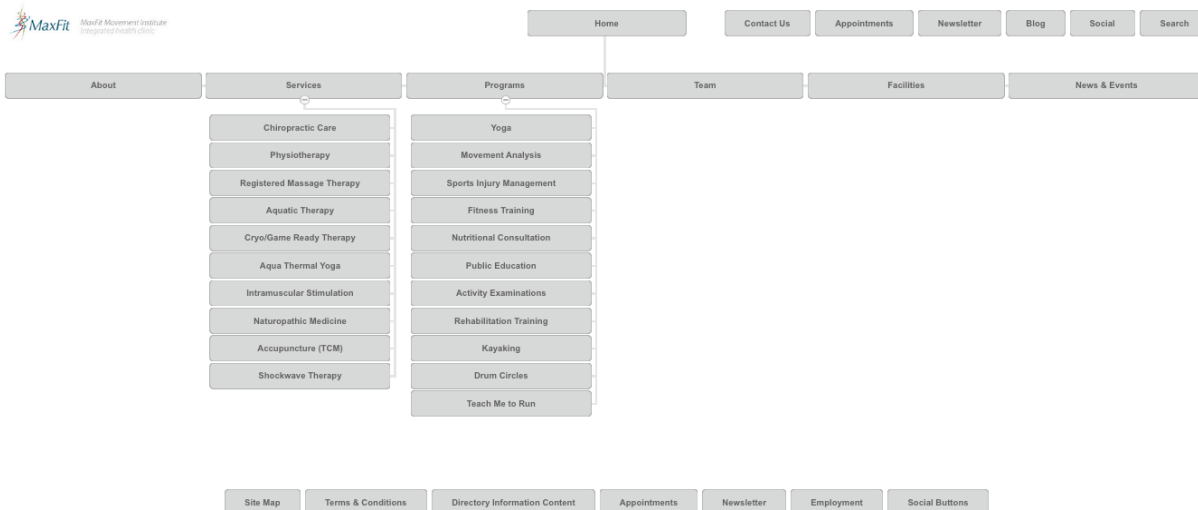 MaxFit
MaxFit Movement Institute
integrated health clinic
Home
Contact Us
Appointments
Newsletter
Blog
Social
Search
About
Services
Programs
Team
Facilities
News & Events
Chiropractic Care
Physiotherapy
Registered Massage Therapy
Aquatic Therapy
Cryo/Game Ready Therapy
Aqua Thermal Yoga
Intramuscular Stimulation
Naturopathic Medicine
Accupuncture (TCM)
Shockwave Therapy
Yoga
Movement Analysis
Sports Injury Management
Fitness Training
Nutritional Consultation
Public Education
Activity Examinations
Rehabilitation Training
Kayaking
Drum Circles
Teach Me to Run
Site Map
Terms & Conditions
Directory Information Content
Appointments
Newsletter
Employment
Social Buttons